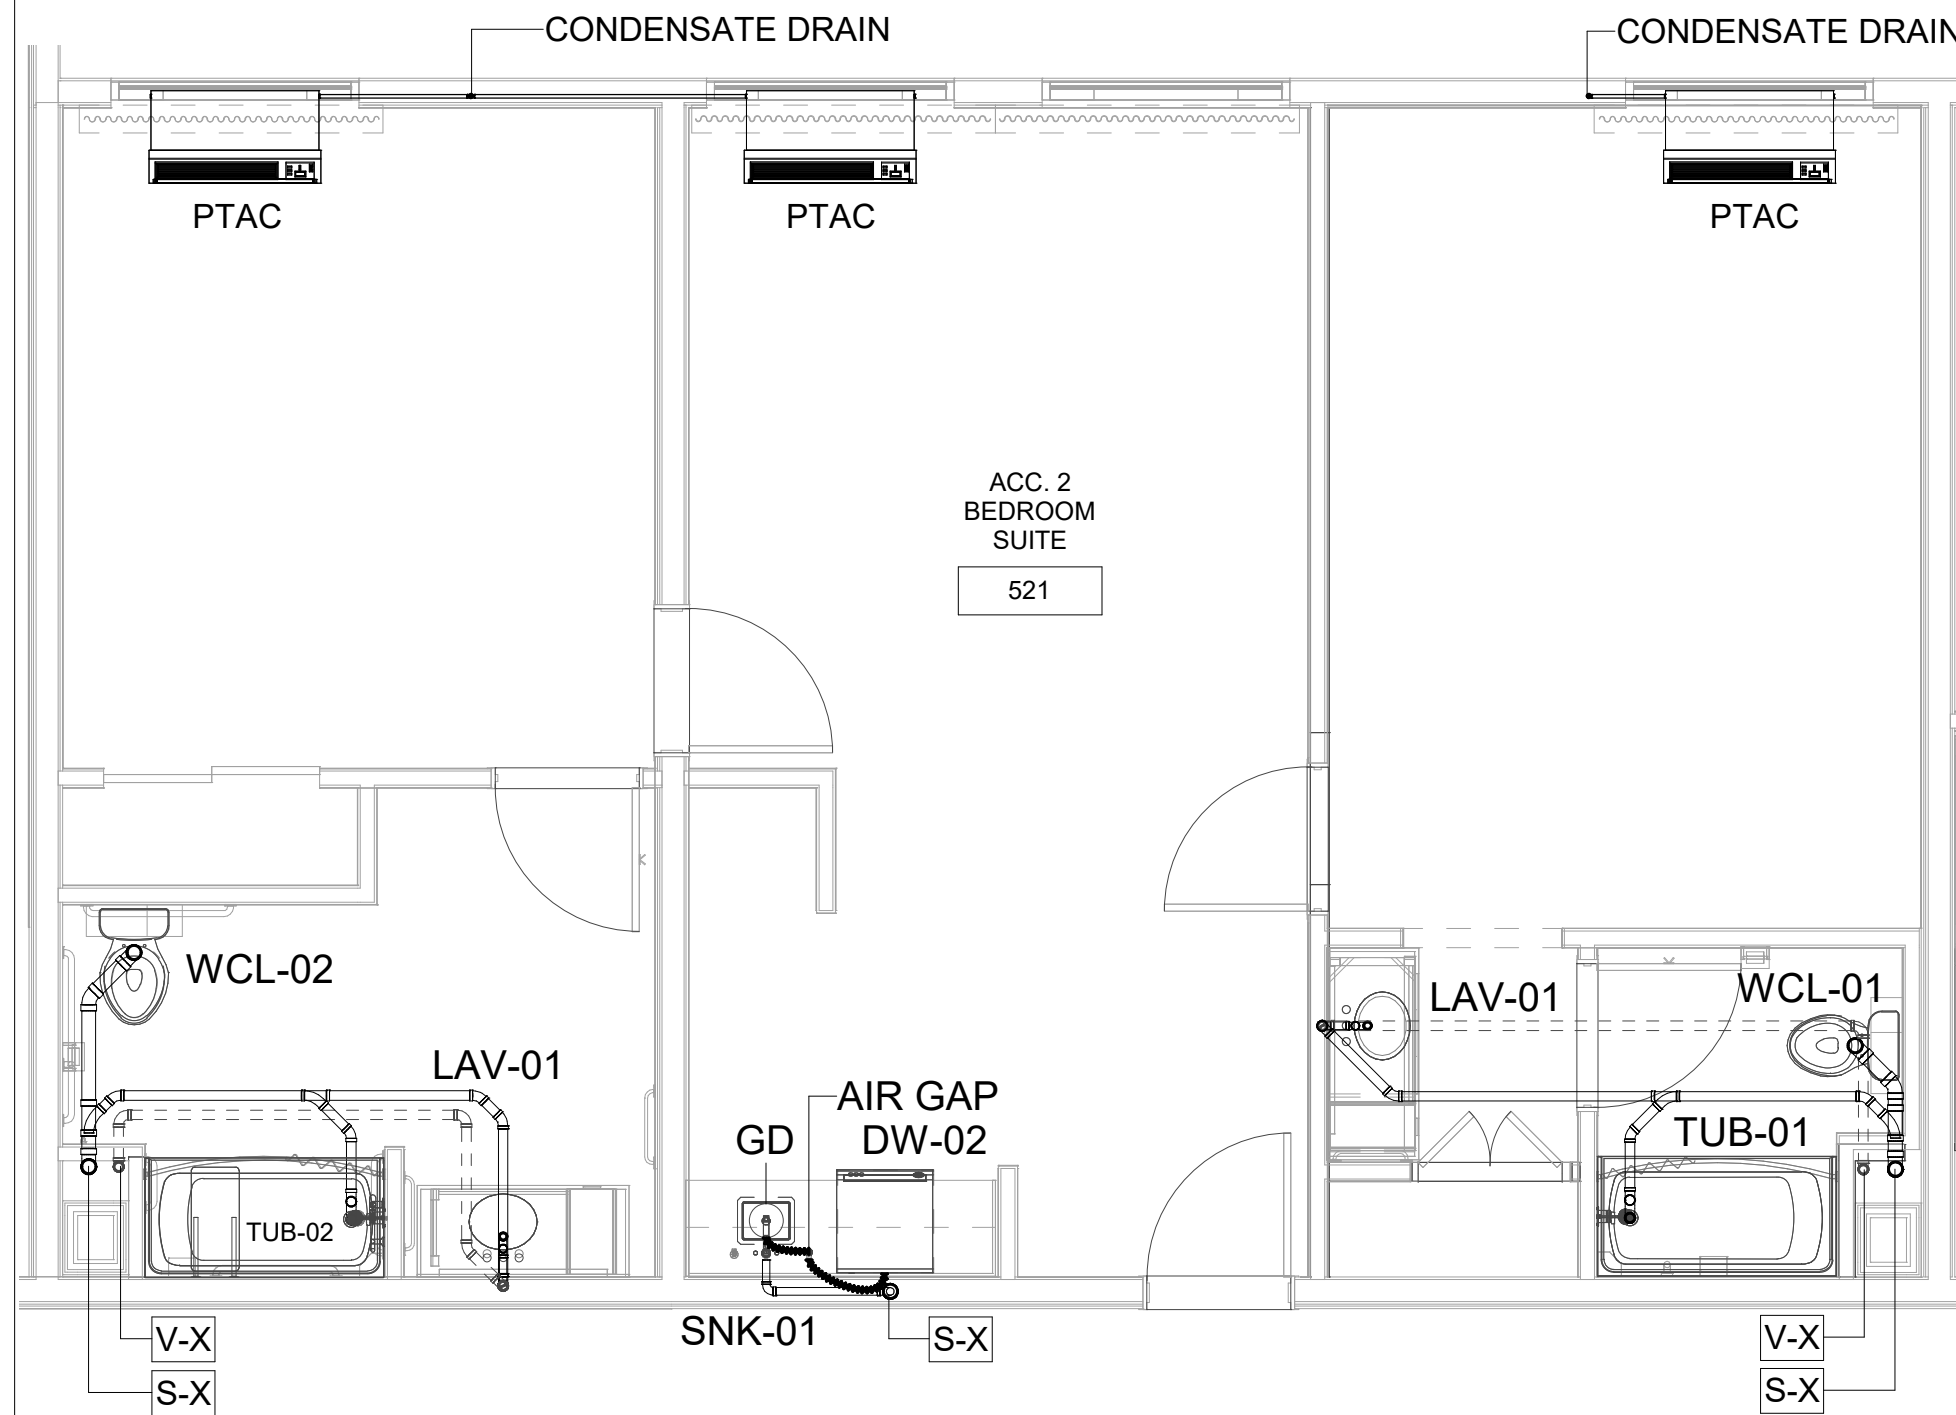 CONDENSATE DRAIN
CONDENSATE DRAIN
PTAC
PTAC
PTAC
ACC. 2
BEDROOM
SUITE
521
WCL-02
LAV-01
WCL-01
LAV-01
AIR GAP
GD
DW-02
TUB-01
TUB-02
SNK-01
V-X
S-X
V-X
S-X
S-X